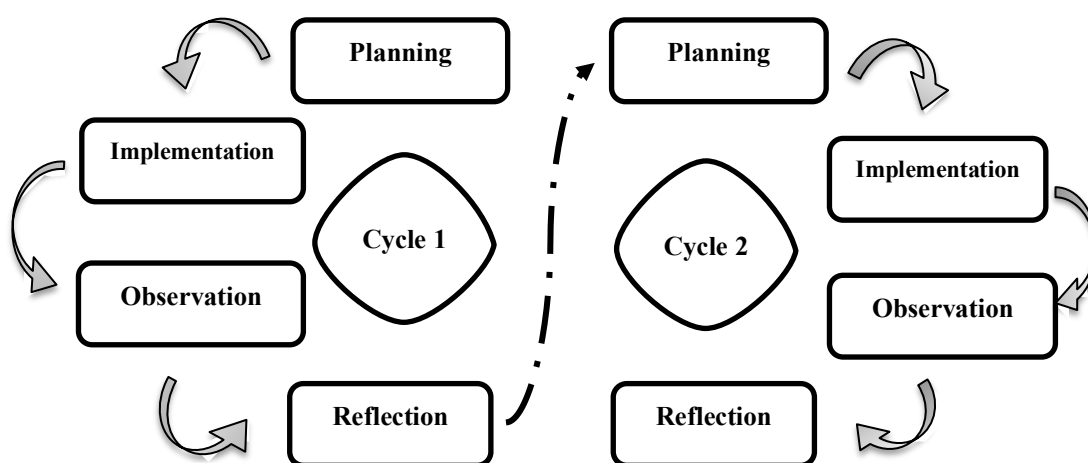 Planning
Implementation
Cycle 1
Observation
Reflection
Planning
Implementation
Cycle 2
Observation
Reflection